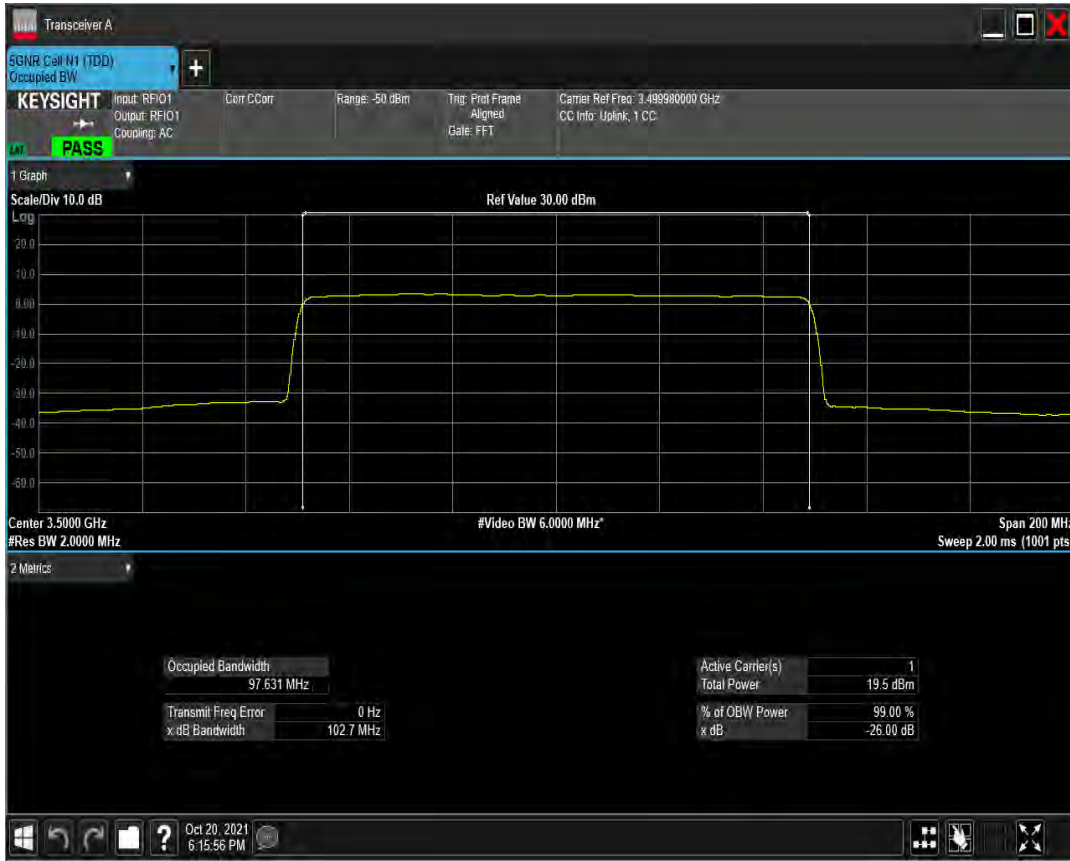 Transceiver A
5GNR Cell N1 (TDD)
Occupied BW
KEYSIGHT
Input: RFIO1
Output: RFIO1
Coupling: AC
Corr CCorr
Range: -50 dBm
Trig: Prot Frame
Aligned
Gate: FFT
Carrier Ref Freq: 3.499980000 GHz
CC Info: Uplink, 1 CC
PASS
1 Graph
Scale/Div 10.0 dB
Ref Value 30.00 dBm
Log
20.0
10.0
0.00
-10.0
-20.0
-30.0
-40.0
-50.0
-60.0
Center 3.5000 GHz
#Video BW 6.0000 MHz*
Span 200 MHz
#Res BW 2.0000 MHz
Sweep 2.00 ms (1001 pts
2 Metrics
Occupied Bandwidth
97.631 MHz
Transmit Freq Error 0 Hz
x dB Bandwidth 102.7 MHz
Active Carrier(s) 1
Total Power 19.5 dBm
% of OBW Power 99.00 %
x dB -26.00 dB
Oct 20, 2021
6:15:56 PM